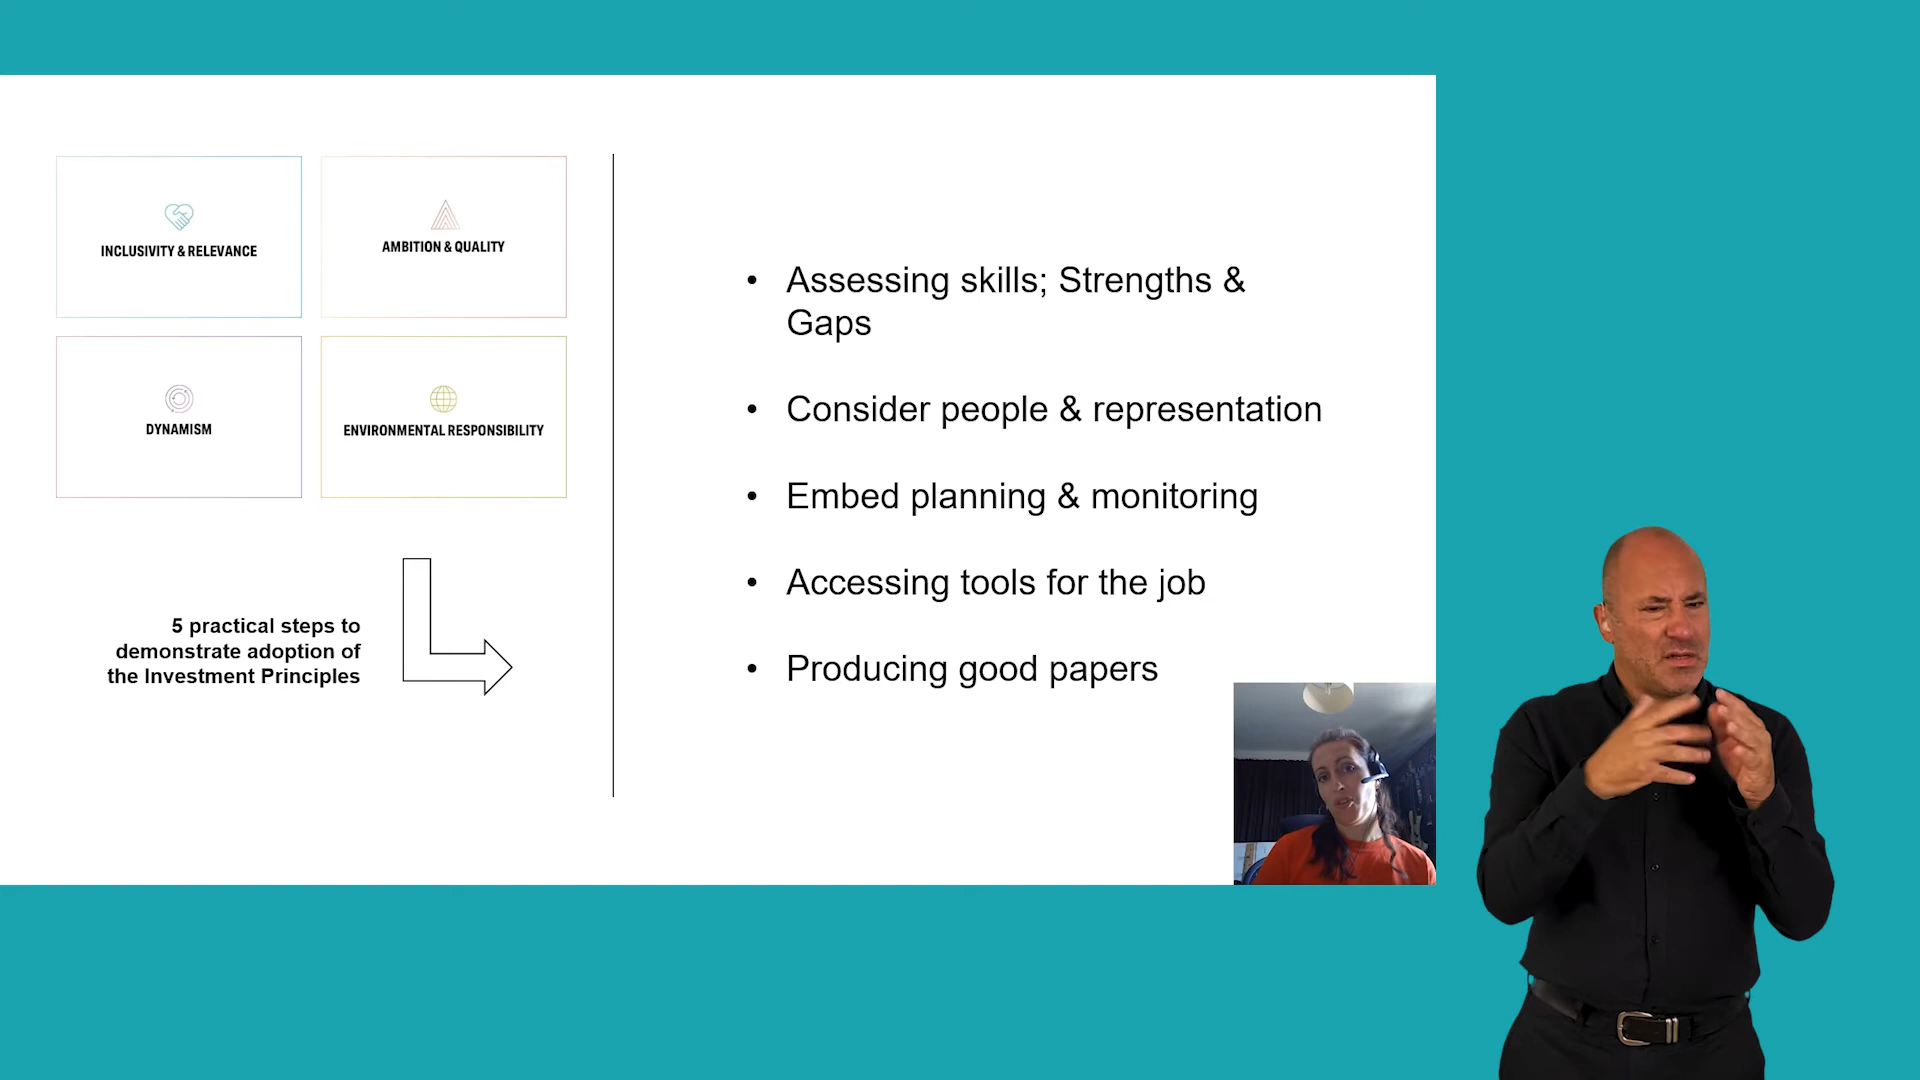 INCLUSIVITY & RELEVANCE
AMBITION & QUALITY
DYNAMISM
ENVIRONMENTAL RESPONSIBILITY
5 practical steps to
demonstrate adoption of
the Investment Principles
• Assessing skills; Strengths &
Gaps
• Consider people & representation
• Embed planning & monitoring
• Accessing tools for the job
• Producing good papers